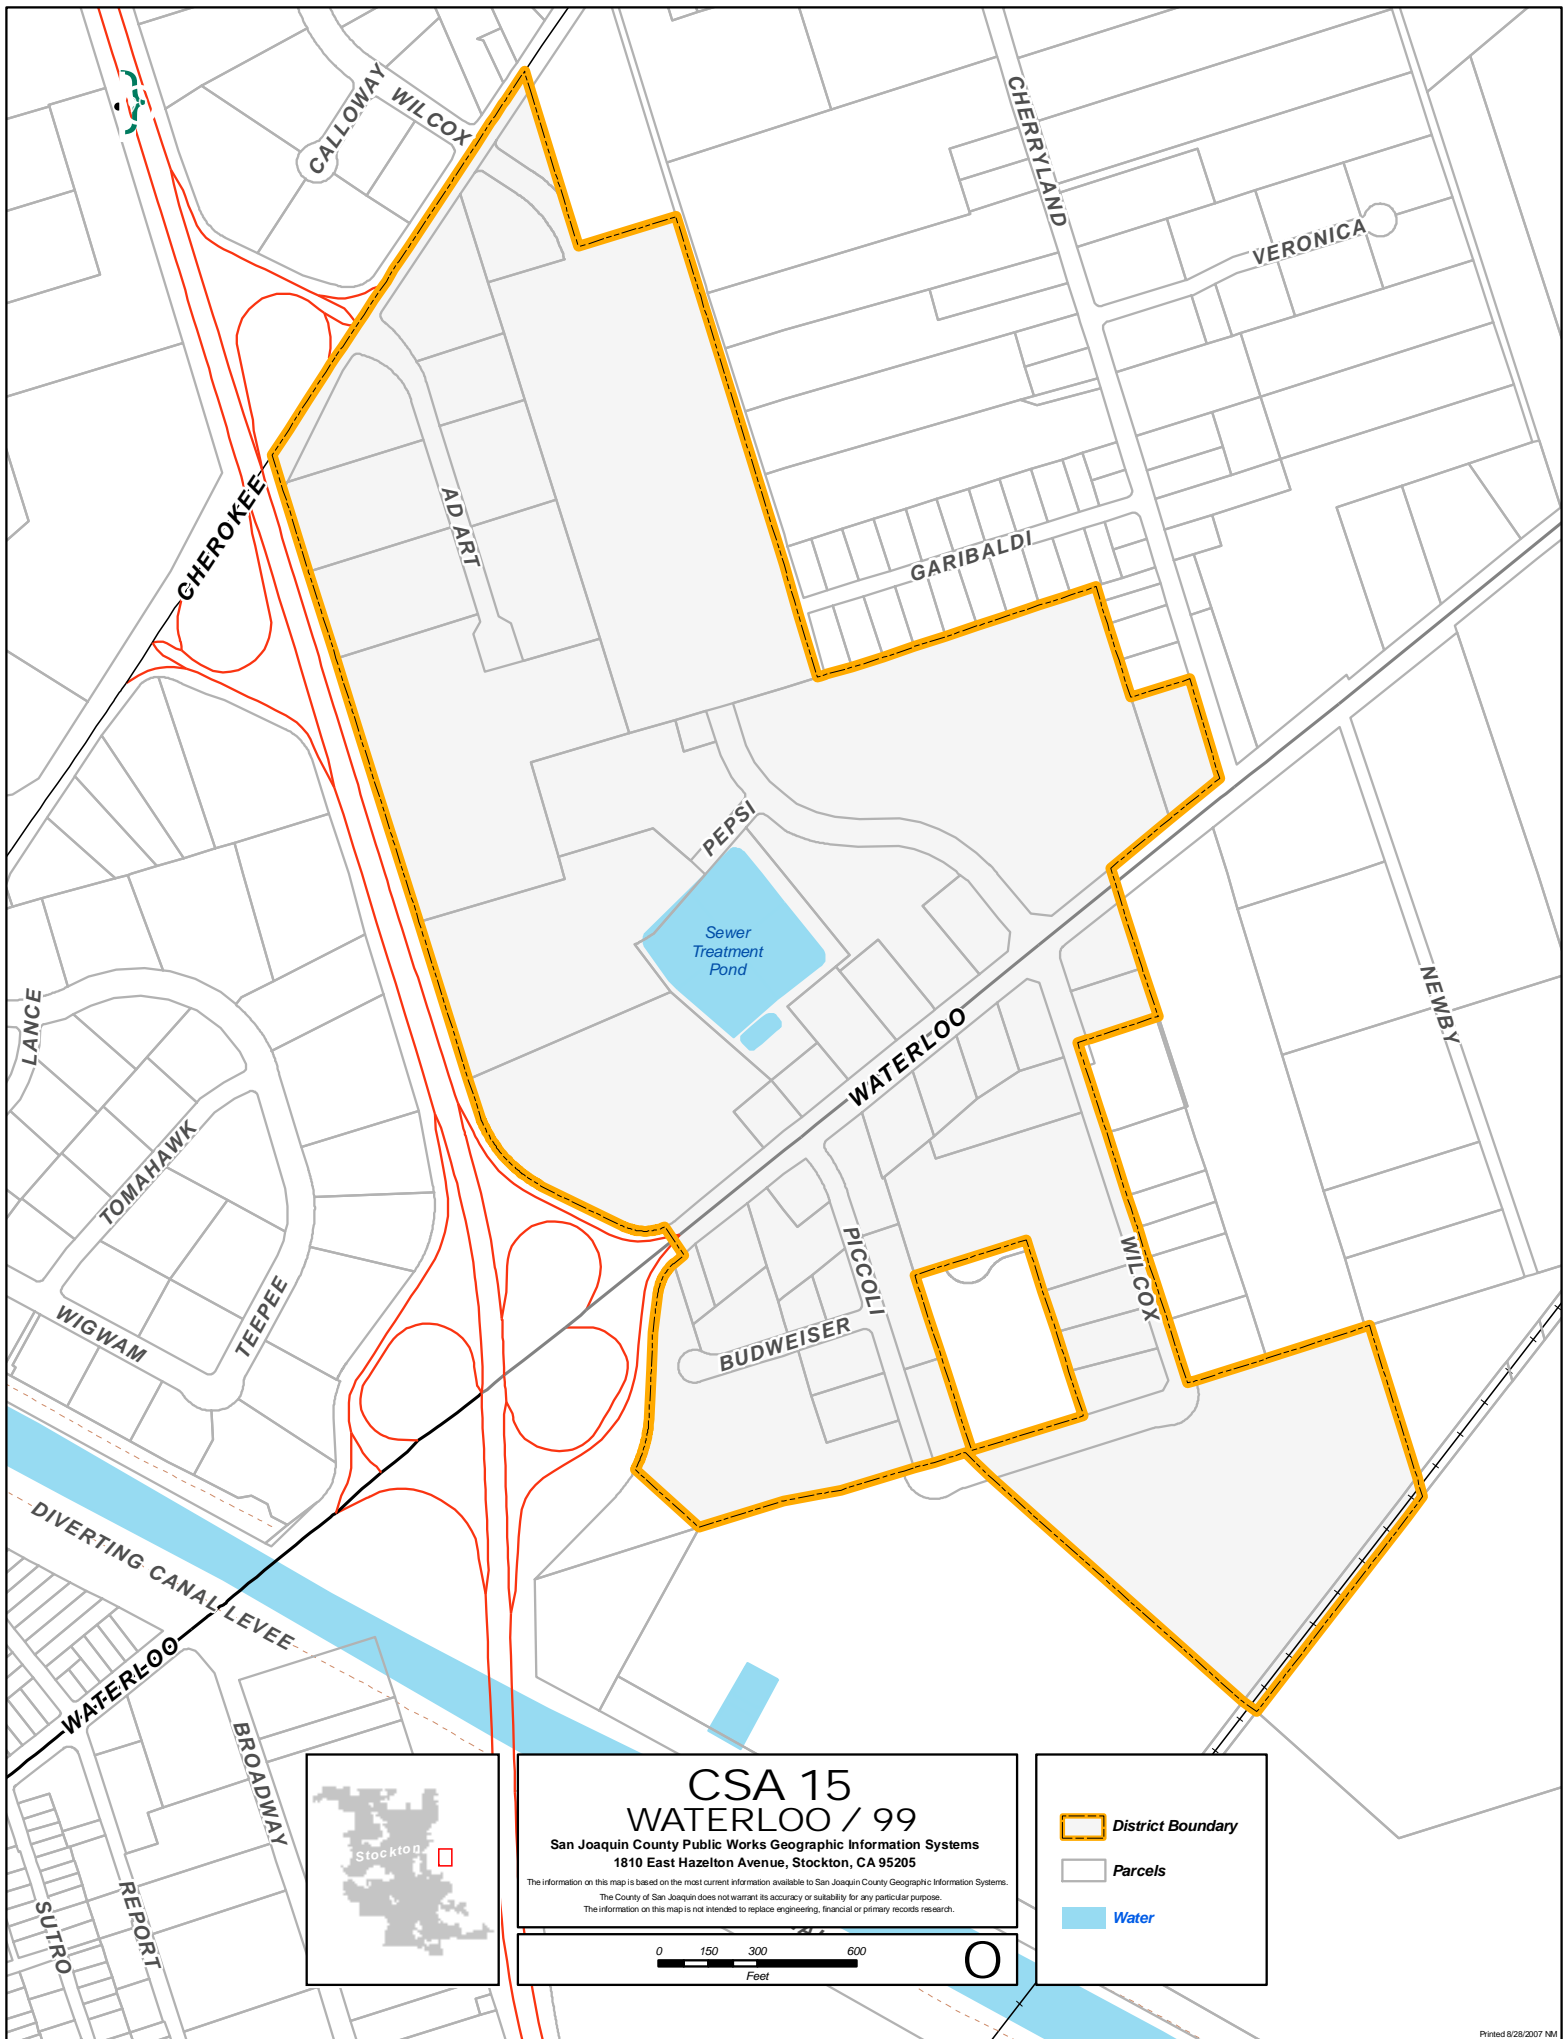 CALLOWAY
WILCOX
CHERRYLAND
VERONICA
CHEROKEE
AD ART
GARIBALDI
PEPSI
Sewer
Treatment
Pond
LANCE
NEWBY
WATERLOO
TOMAHAWK
PICCOLI
WILCOX
WIGWAM
TEEPEE
BUDWEISER
DIVERTING CANAL LEVEE
WATERLOO
BROADWAY
REPORT
SUTRO
Stockton
CSA 15
WATERLOO / 99
San Joaquin County Public Works Geographic Information Systems
1810 East Hazelton Avenue, Stockton, CA 95205
The information on this map is based on the most current information available to San Joaquin County Geographic Information Systems.
The County of San Joaquin does not warrant its accuracy or suitability for any particular purpose.
The information on this map is not intended to replace engineering, financial or primary records research.
0 150 300 600
Feet
O
District Boundary
Parcels
Water
Printed 8/28/2007 NM